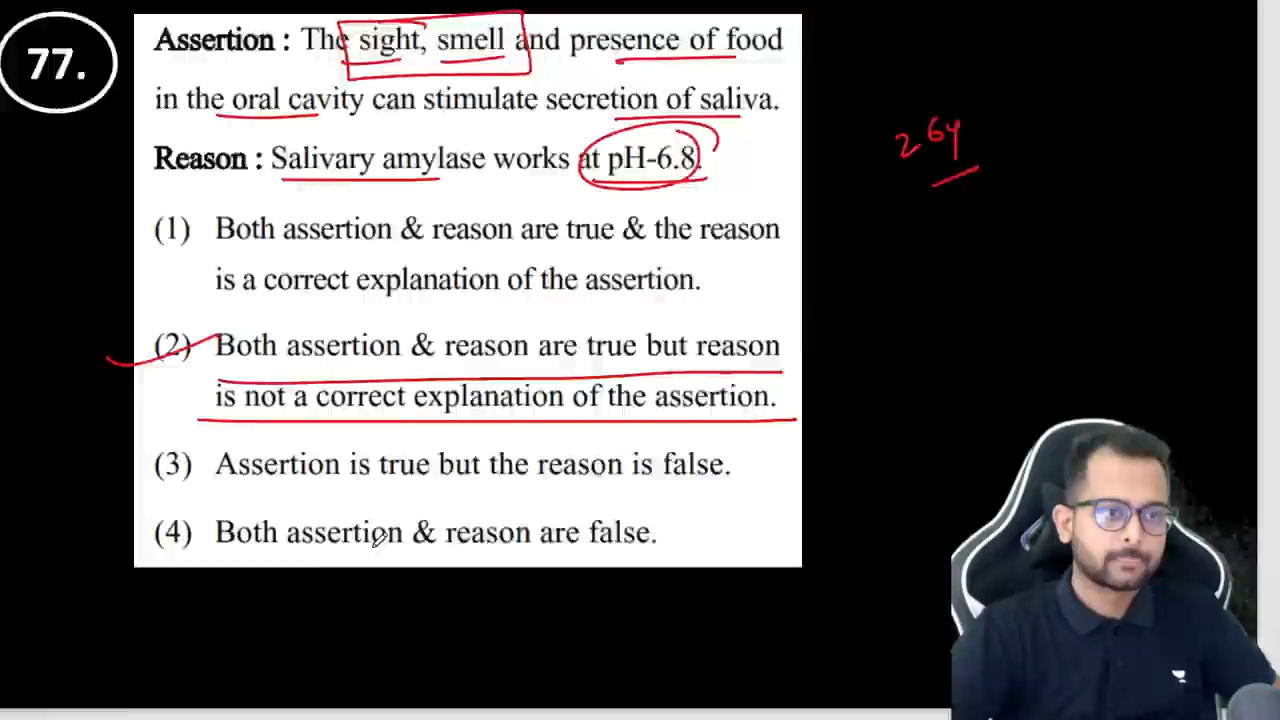 77.
Assertion : The sight, smell and presence of food
in the oral cavity can stimulate secretion of saliva.
Reason : Salivary amylase works at pH-6.8.
(1) Both assertion & reason are true & the reason
is a correct explanation of the assertion.
(2) Both assertion & reason are true but reason
is not a correct explanation of the assertion.
(3) Assertion is true but the reason is false.
(4) Both assertion & reason are false.